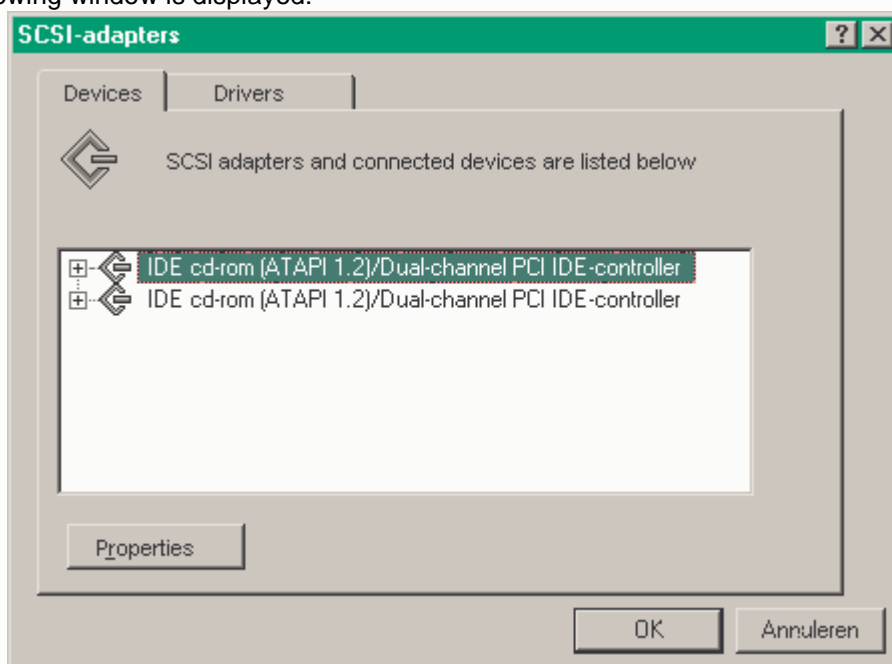 owing window is displayed.
SCSI-adapters
Devices Drivers
SCSI adapters and connected devices are listed below
IDE cd-rom (ATAPI 1.2)/Dual-channel PCI IDE-controller
IDE cd-rom (ATAPI 1.2)/Dual-channel PCI IDE-controller
Properties
OK Annuleren